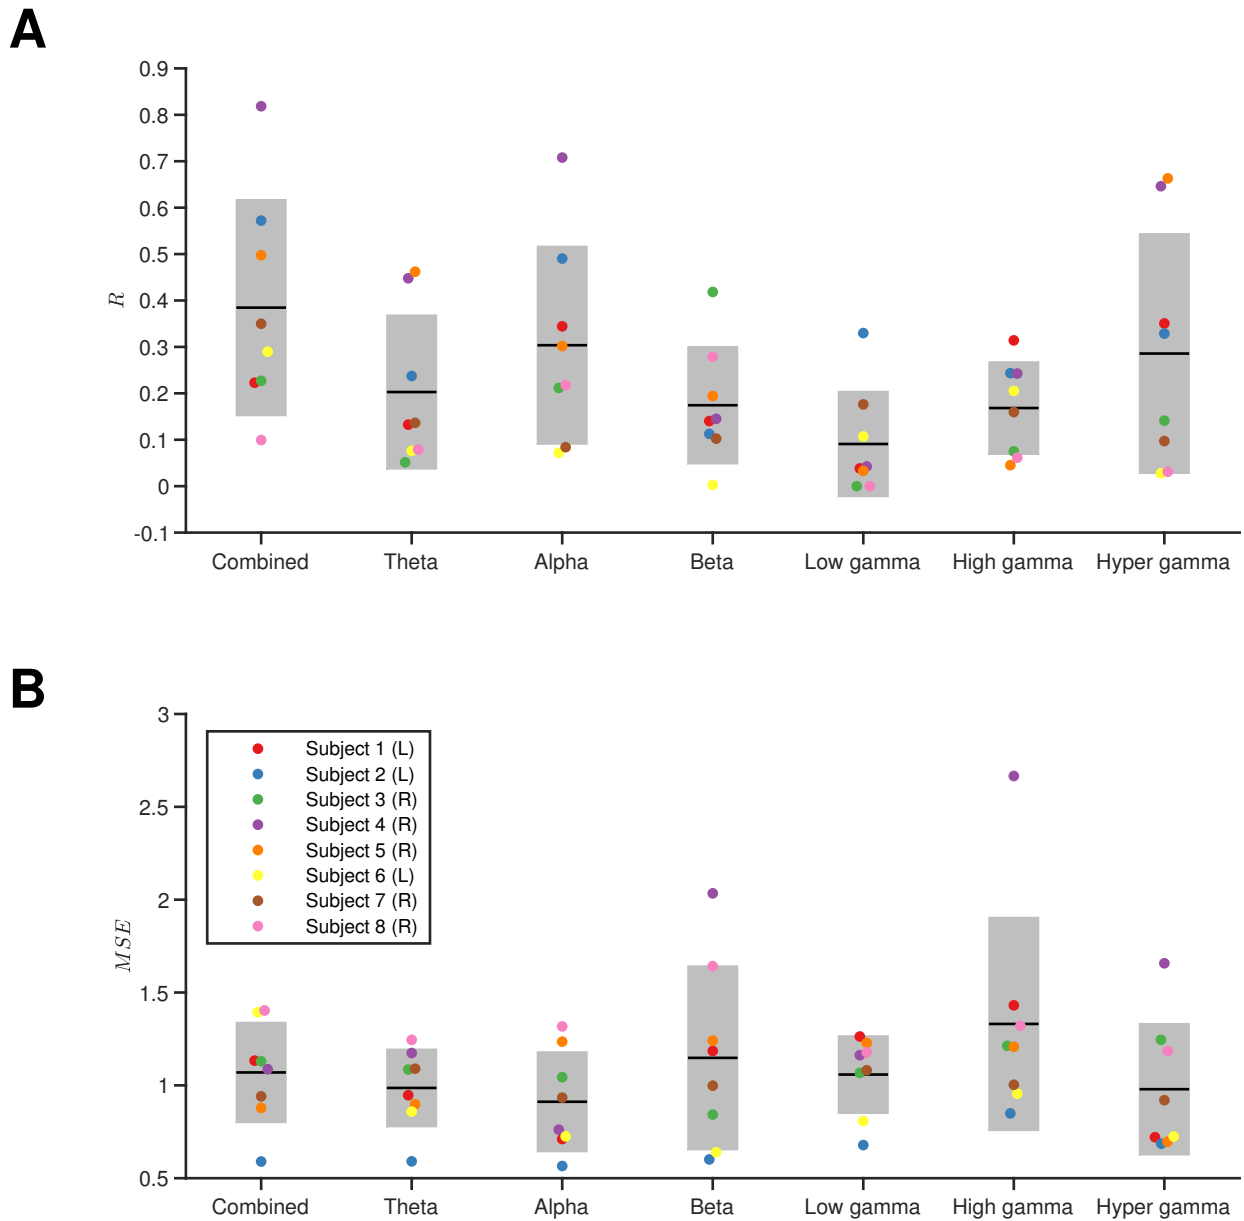 A
0.9
0.8
0.7
0.6
0.5
0.4
0.3
0.2
0.1
0
-0.1
R
Combined Theta Alpha Beta Low gamma High gamma Hyper gamma
B
3
2.5
2
1.5
1
0.5
MSE
Subject 1 (L)
Subject 2 (L)
Subject 3 (R)
Subject 4 (R)
Subject 5 (R)
Subject 6 (L)
Subject 7 (R)
Subject 8 (R)
Combined Theta Alpha Beta Low gamma High gamma Hyper gamma